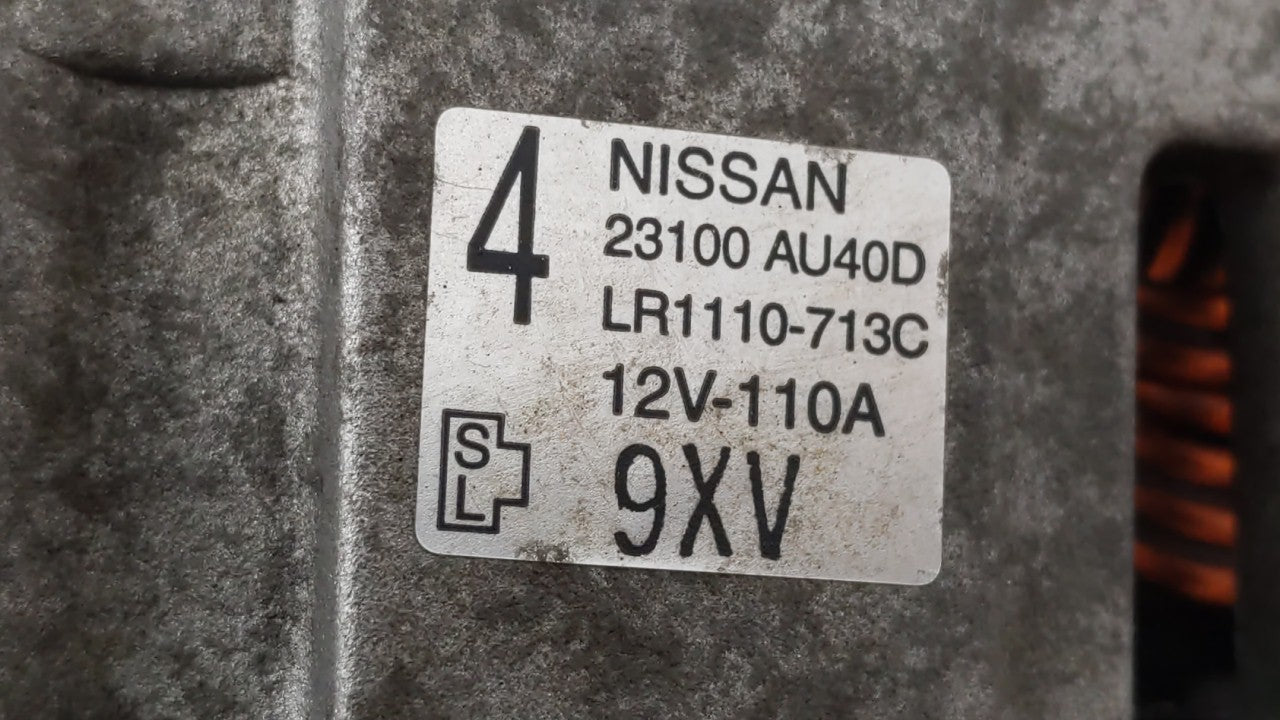 4
NISSAN
23100 AU40D
LR1110-713C
12V-110A
9XV
S
L